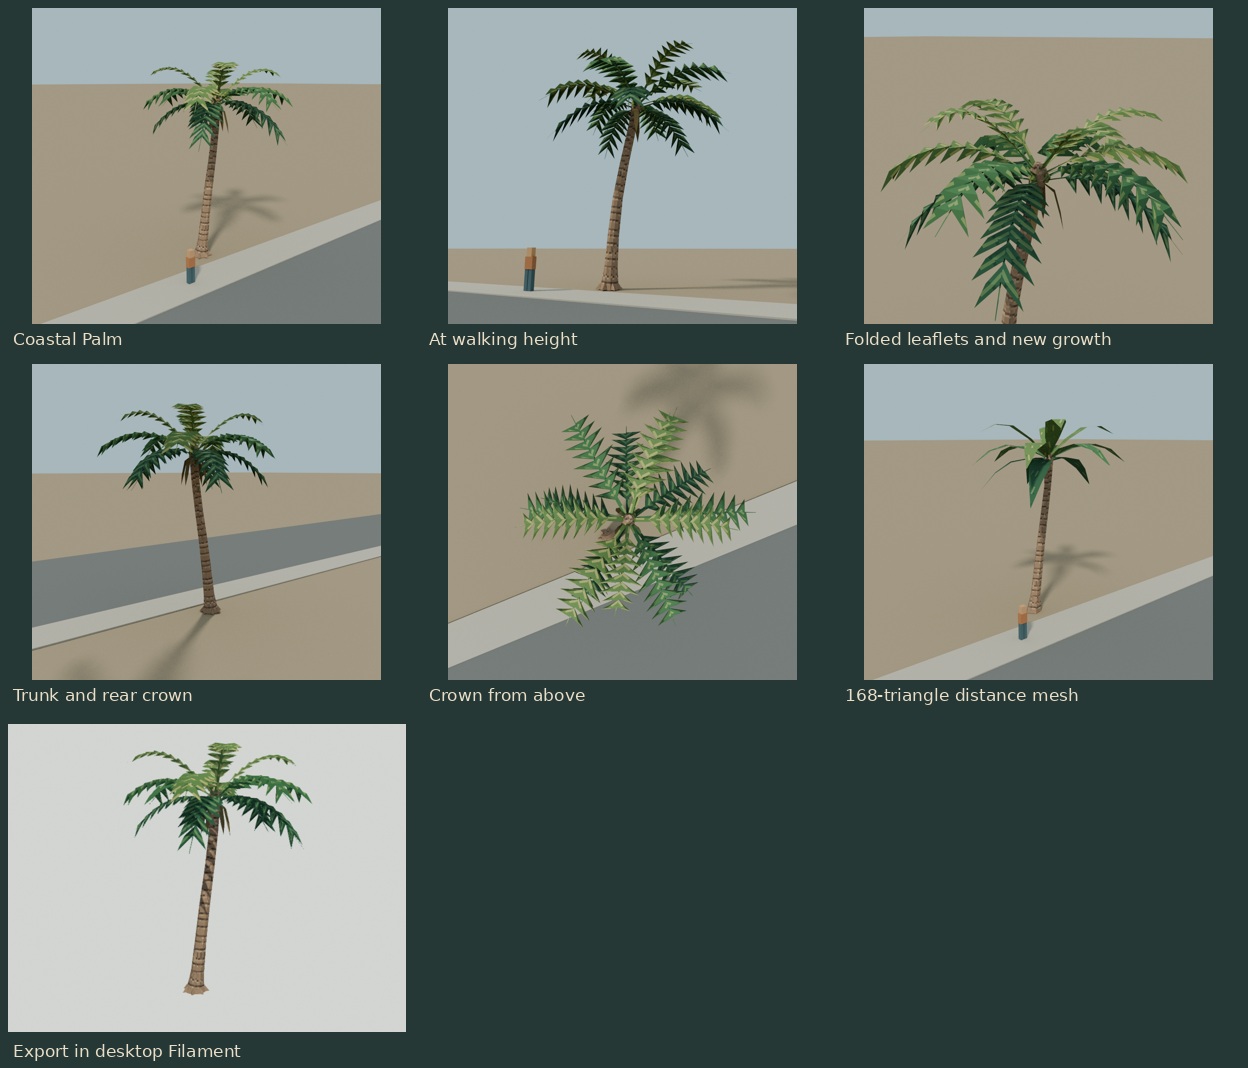 Coastal Palm
At walking height
Folded leaflets and new growth
Trunk and rear crown
Crown from above
168-triangle distance mesh
Export in desktop Filament